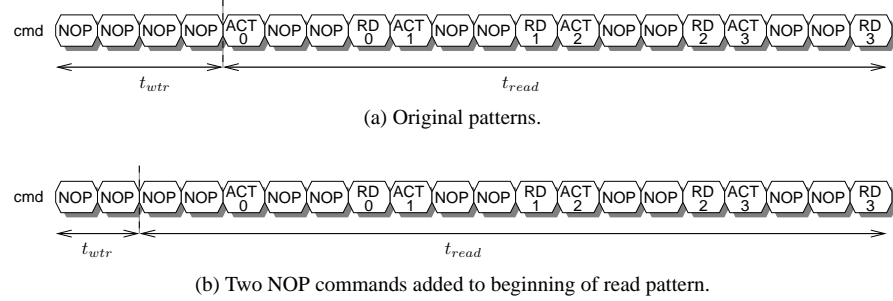 cmd NOP NOP NOP NOP ACT 0 NOP NOP RD 0 ACT 1 NOP NOP RD 1 ACT 2 NOP NOP RD 2 ACT 3 NOP NOP RD 3
t_wtr t_read
(a) Original patterns.
cmd NOP NOP NOP NOP ACT 0 NOP NOP RD 0 ACT 1 NOP NOP RD 1 ACT 2 NOP NOP RD 2 ACT 3 NOP NOP RD 3
t_wtr t_read
(b) Two NOP commands added to beginning of read pattern.